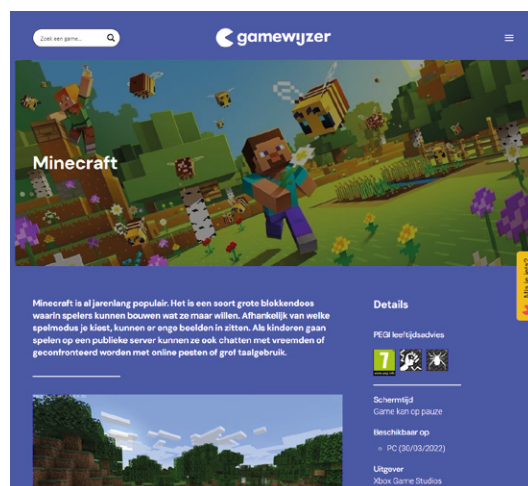 Zoek een game...
gamewijzer
Minecraft
Mis je iets?
Minecraft is al jarenlang populair. Het is een soort grote blokkendoos
waarin spelers kunnen bouwen wat ze maar willen. Afhankelijk van welke
spelmodus je kiest, kunnen er enge beelden in zitten. Als kinderen gaan
spelen op een publieke server kunnen ze ook chatten met vreemden of
geconfronteerd worden met online pesten of grof taalgebruik.
Details
PEGI leeftijdsadvies
7
Schermtijd
Game kan op pauze
Beschikbaar op
PC (30/03/2022)
Uitgever
Xbox Game Studios